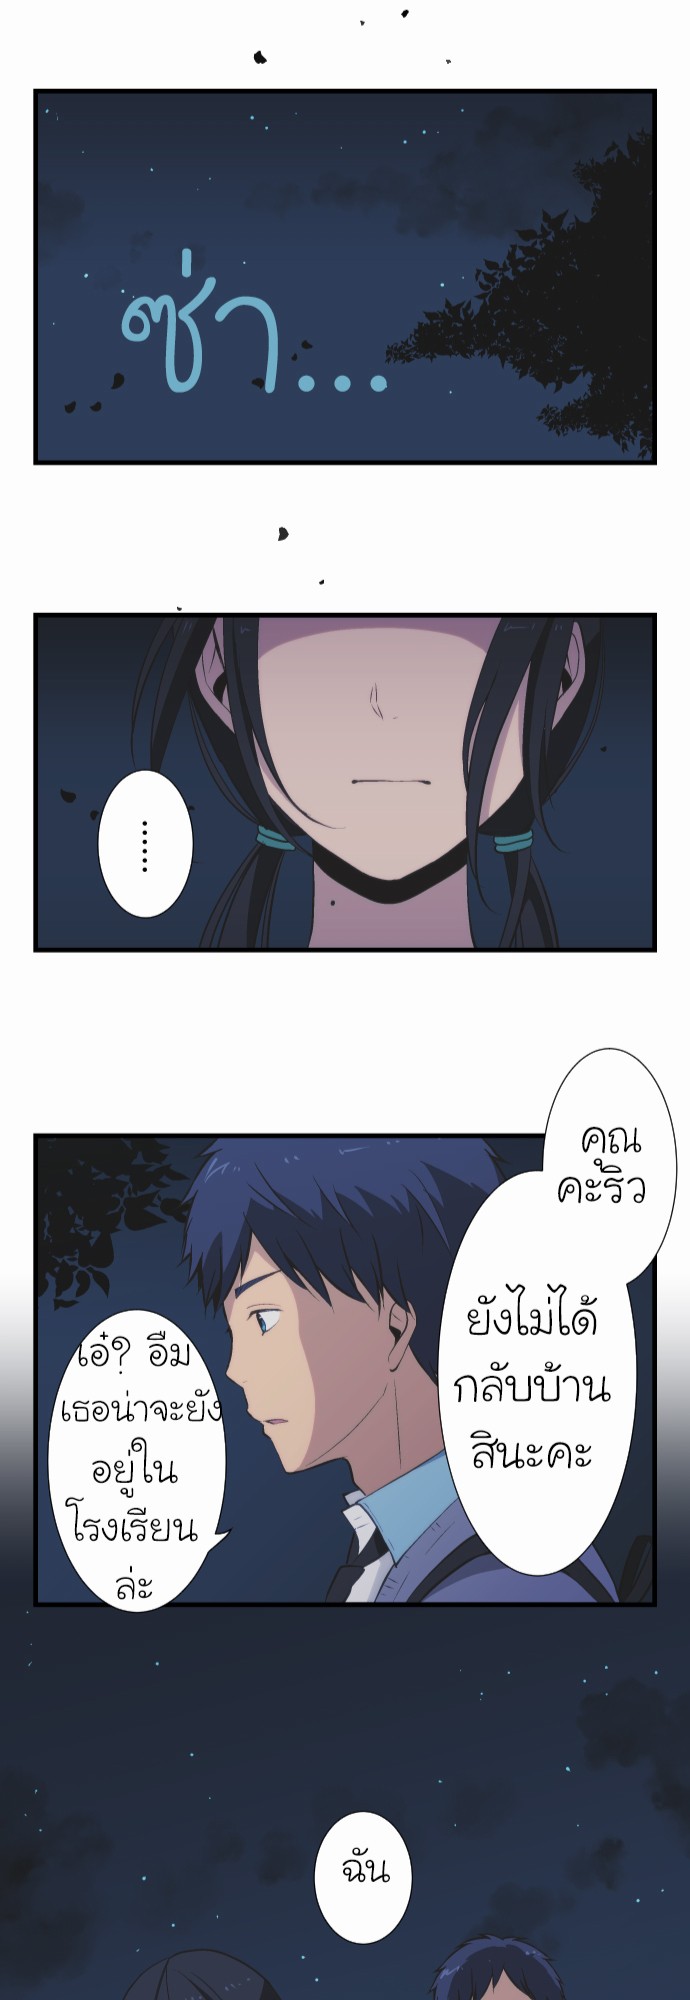 ซ่า...
......
คุณ
คะริว
ยังไม่ได้
กลับบ้าน
สินะคะ
เอ๋? อืม
เธอน่าจะยัง
อยู่ใน
โรงเรียน
ล่ะ
ฉัน